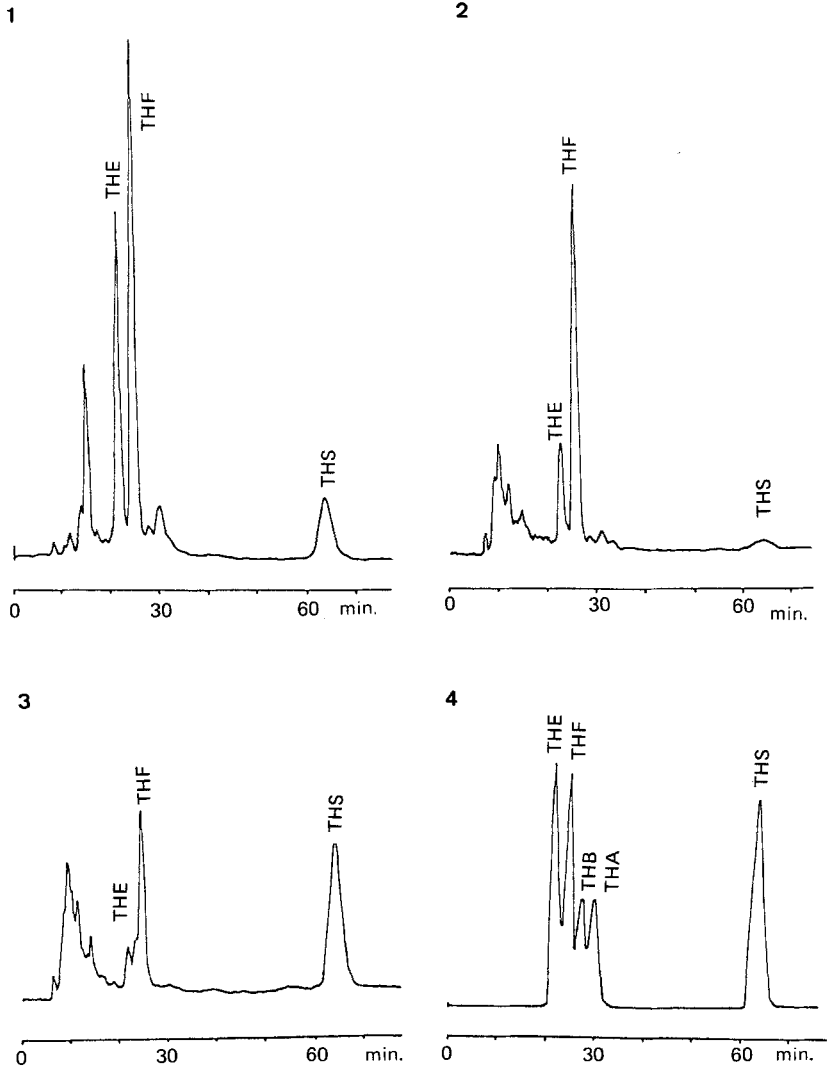 1
THE
THF
THS
0 30 60 min.
2
THE
THF
THS
0 30 60 min.
3
THE
THF
THS
0 30 60 min.
4
THE
THF
THB
THA
THS
0 30 60 min.